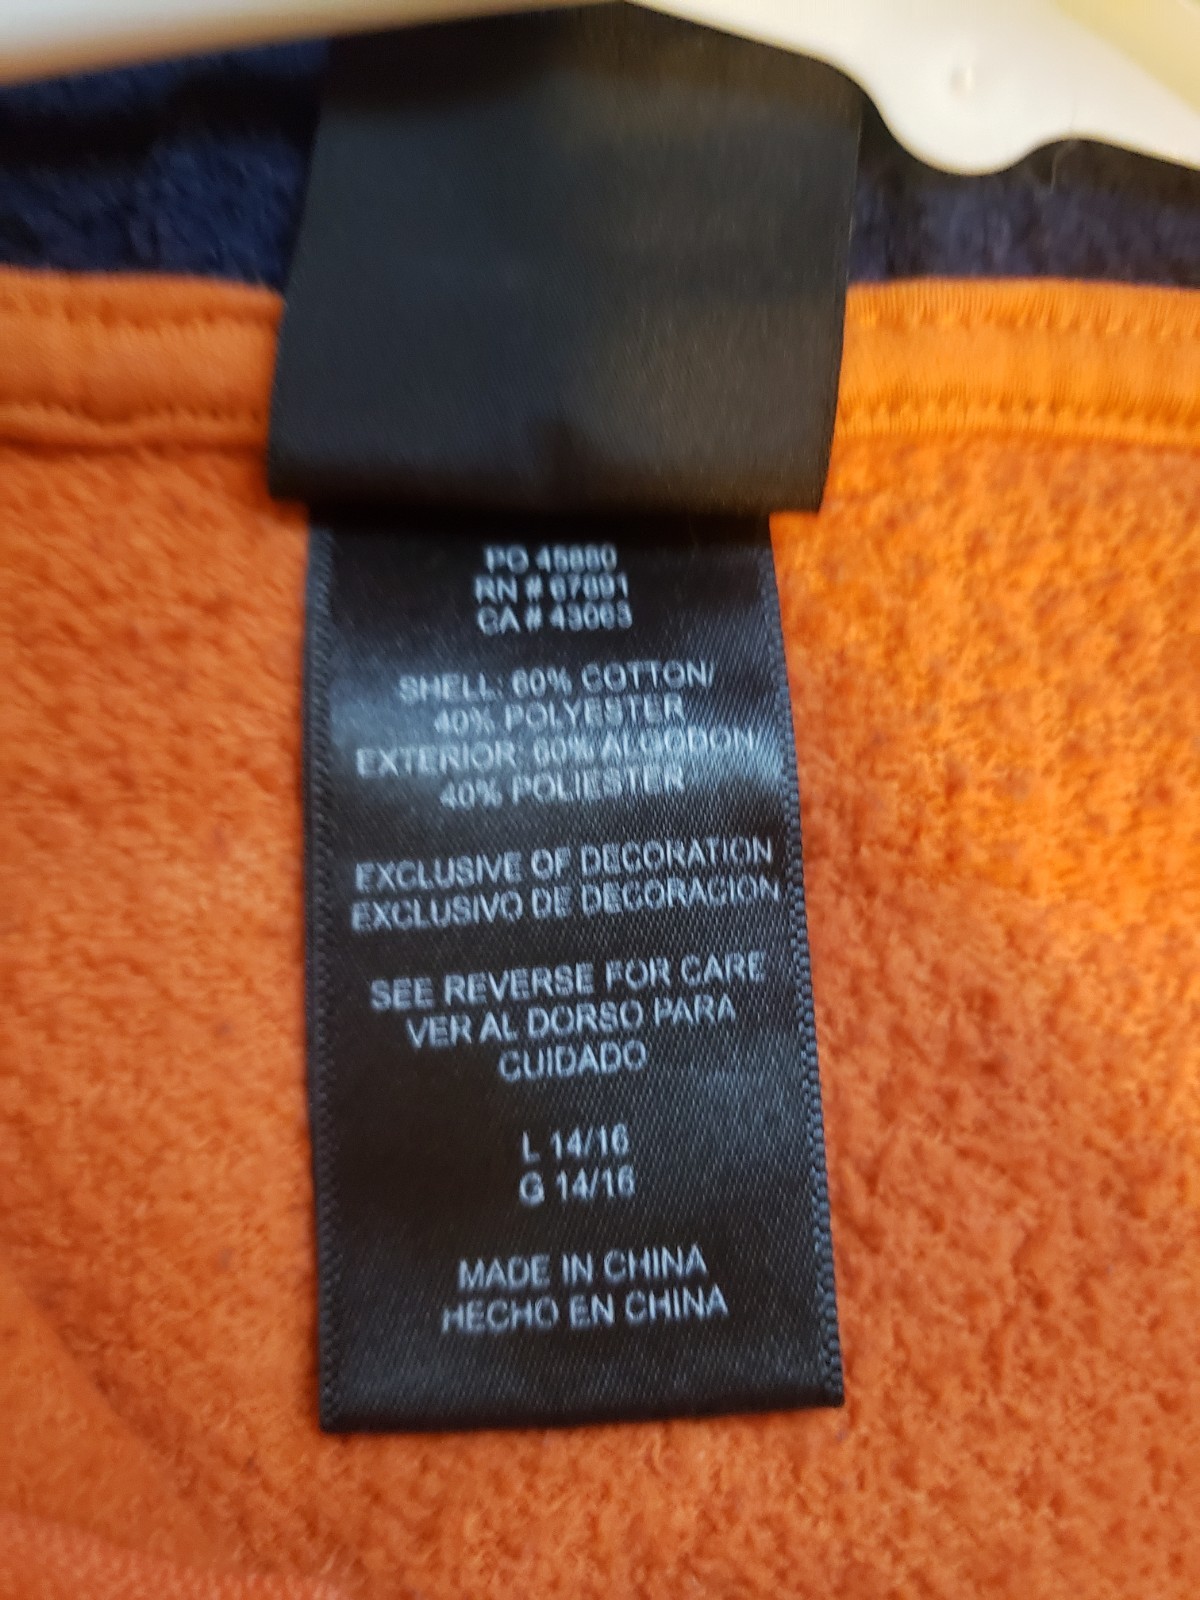 PO 45880
RN # 67891
CA # 43063
SHELL: 60% COTTON/
40% POLYESTER
EXTERIOR: 60% ALGODON/
40% POLIESTER
EXCLUSIVE OF DECORATION
EXCLUSIVO DE DECORACION
SEE REVERSE FOR CARE
VER AL DORSO PARA
CUIDADO
L 14/16
G 14/16
MADE IN CHINA
HECHO EN CHINA